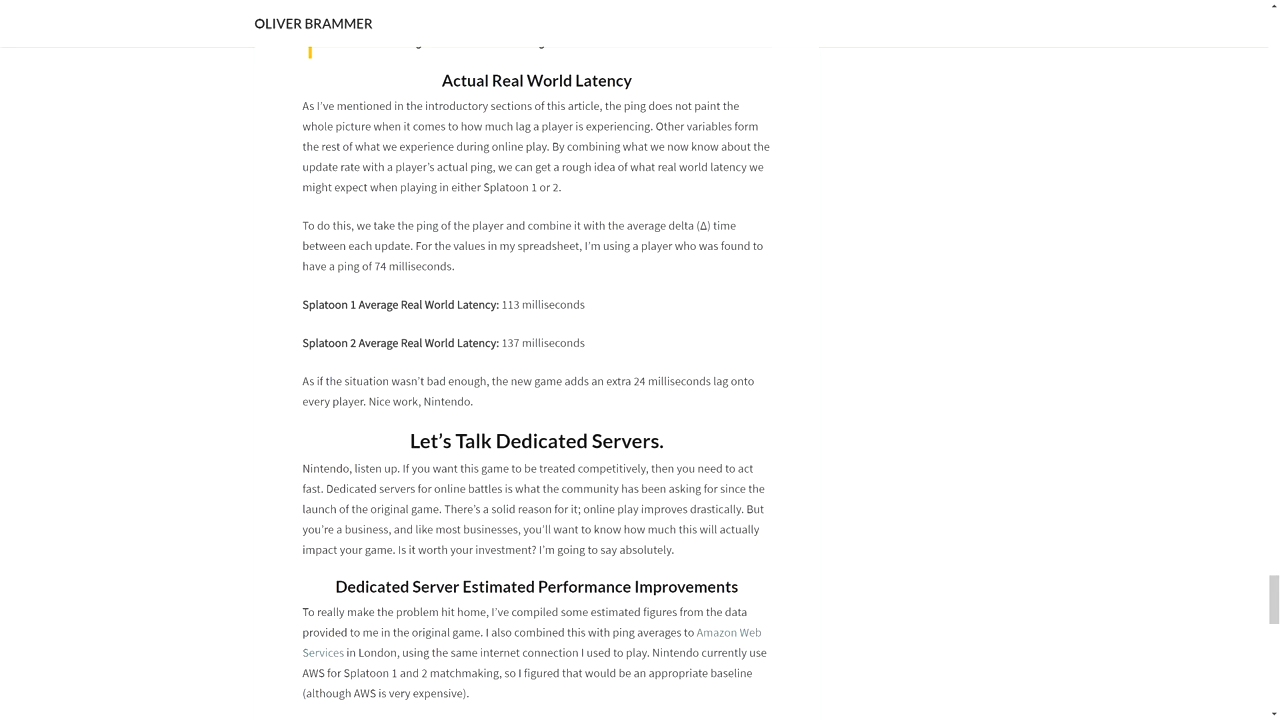 OLIVER BRAMMER
Actual Real World Latency
As I’ve mentioned in the introductory sections of this article, the ping does not paint the
whole picture when it comes to how much lag a player is experiencing. Other variables form
the rest of what we experience during online play. By combining what we now know about the
update rate with a player’s actual ping, we can get a rough idea of what real world latency we
might expect when playing in either Splatoon 1 or 2.
To do this, we take the ping of the player and combine it with the average delta (Δ) time
between each update. For the values in my spreadsheet, I’m using a player who was found to
have a ping of 74 milliseconds.
Splatoon 1 Average Real World Latency: 113 milliseconds
Splatoon 2 Average Real World Latency: 137 milliseconds
As if the situation wasn’t bad enough, the new game adds an extra 24 milliseconds lag onto
every player. Nice work, Nintendo.
Let’s Talk Dedicated Servers.
Nintendo, listen up. If you want this game to be treated competitively, then you need to act
fast. Dedicated servers for online battles is what the community has been asking for since the
launch of the original game. There’s a solid reason for it; online play improves drastically. But
you’re a business, and like most businesses, you’ll want to know how much this will actually
impact your game. Is it worth your investment? I’m going to say absolutely.
Dedicated Server Estimated Performance Improvements
To really make the problem hit home, I’ve compiled some estimated figures from the data
provided to me in the original game. I also combined this with ping averages to Amazon Web
Services in London, using the same internet connection I used to play. Nintendo currently use
AWS for Splatoon 1 and 2 matchmaking, so I figured that would be an appropriate baseline
(although AWS is very expensive).